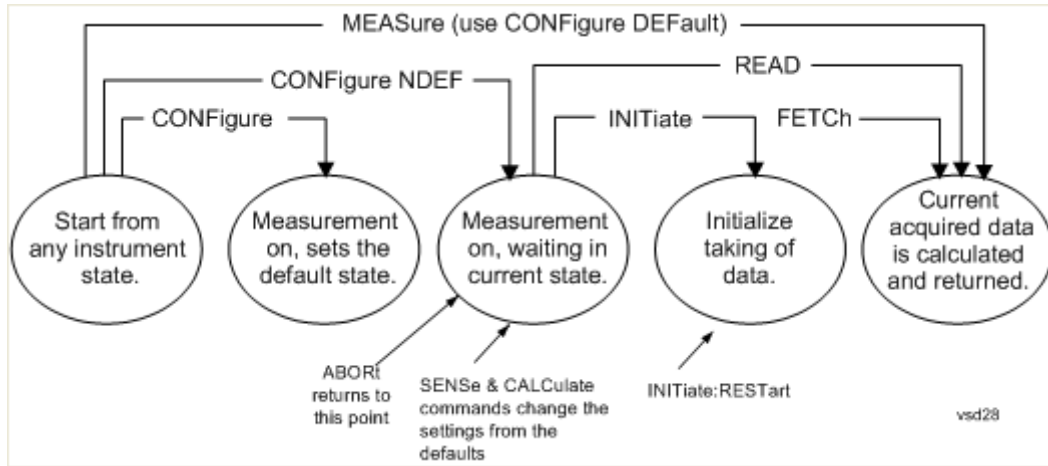 MEASure (use CONFigure DEFault)
CONFigure NDEF
READ
CONFigure
INITiate
FETCh
Start from
any instrument
state.
Measurement
on, sets the
default state.
Measurement
on, waiting in
current state.
Initialize
taking of
data.
Current
acquired data
is calculated
and returned.
ABORt
returns to
this point
SENSe & CALCulate
commands change the
settings from the
defaults
INITiate:RESTart
vsd28